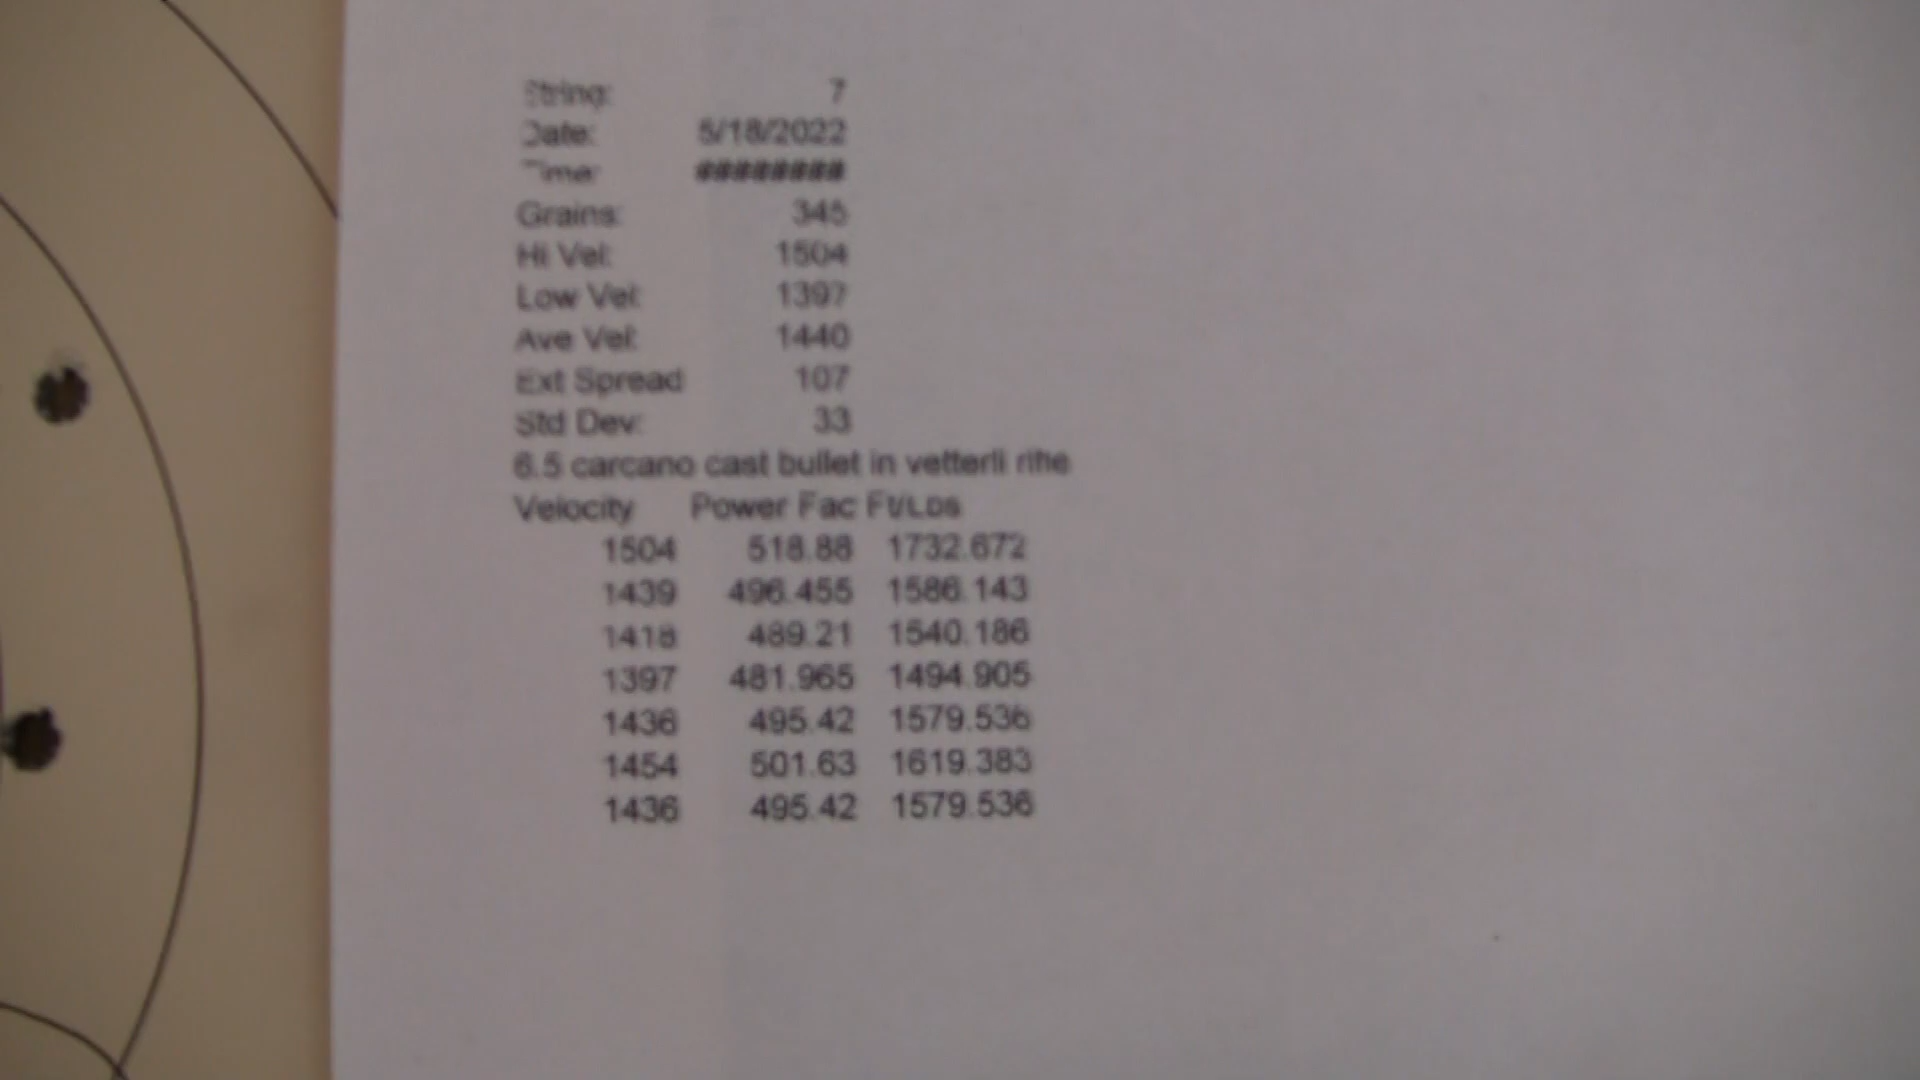 String: 7
Date: 5/18/2022
Time: ########
Grains: 345
Hi Vel: 1504
Low Vel: 1397
Ave Vel: 1440
Ext Spread 107
Std Dev: 33
6.5 carcano cast bullet in vetterli rifle
Velocity Power Fac Ft/Lbs
1504 518.88 1732.672
1439 496.455 1586.143
1418 489.21 1540.186
1397 481.965 1494.905
1436 495.42 1579.536
1454 501.63 1619.383
1436 495.42 1579.536